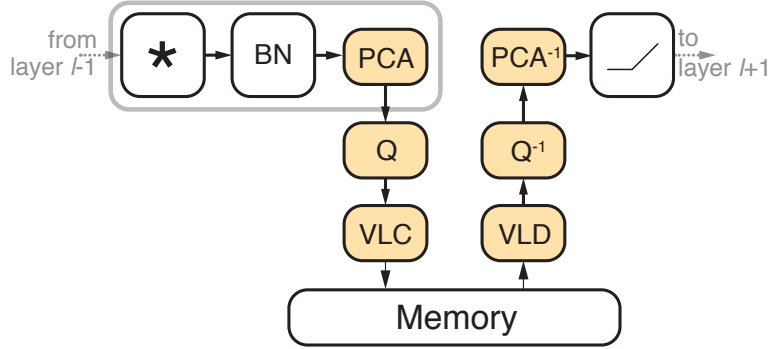 from
layer l-1
*
BN
PCA
PCA⁻¹
to
layer l+1
Q
Q⁻¹
VLC
VLD
Memory